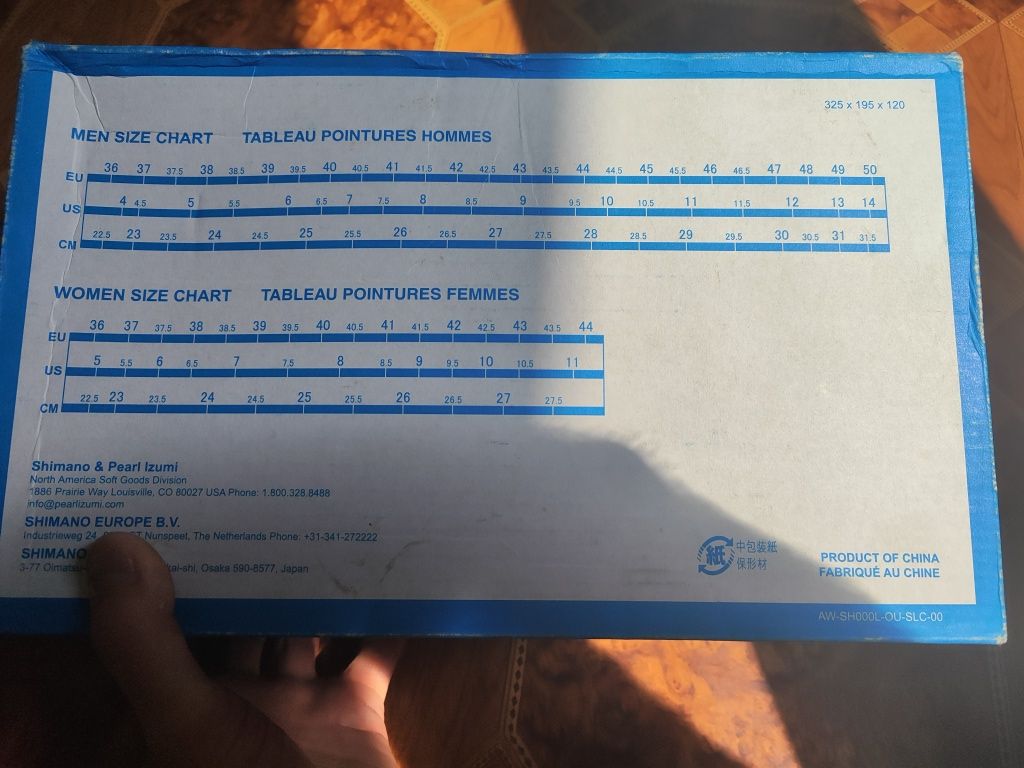 325 x 195 x 120
MEN SIZE CHART TABLEAU POINTURES HOMMES
EU 36 37 37.5 38 38.5 39 39.5 40 40.5 41 41.5 42 42.5 43 43.5 44 44.5 45 45.5 46 46.5 47 48 49 50
US 4 4.5 5 5.5 6 6.5 7 7.5 8 8.5 9 9.5 10 10.5 11 11.5 12 13 14
CM 22.5 23 23.5 24 24.5 25 25.5 26 26.5 27 27.5 28 28.5 29 29.5 30 30.5 31 31.5
WOMEN SIZE CHART TABLEAU POINTURES FEMMES
EU 36 37 37.5 38 38.5 39 39.5 40 40.5 41 41.5 42 42.5 43 43.5 44
US 5 5.5 6 6.5 7 7.5 8 8.5 9 9.5 10 10.5 11
CM 22.5 23 23.5 24 24.5 25 25.5 26 26.5 27 27.5
Shimano & Pearl Izumi
North America Soft Goods Division
1886 Prairie Way Louisville, CO 80027 USA Phone: 1.800.328.8488
info@pearlizumi.com
SHIMANO EUROPE B.V.
Industrieweg 24, Nunspeet, The Netherlands Phone: +31-341-272222
SHIMANO
3-77 Osaka 590-8577, Japan
紙 中包装紙
保形材
PRODUCT OF CHINA
FABRIQUÉ AU CHINE
AW-SH000L-OU-SLC-00